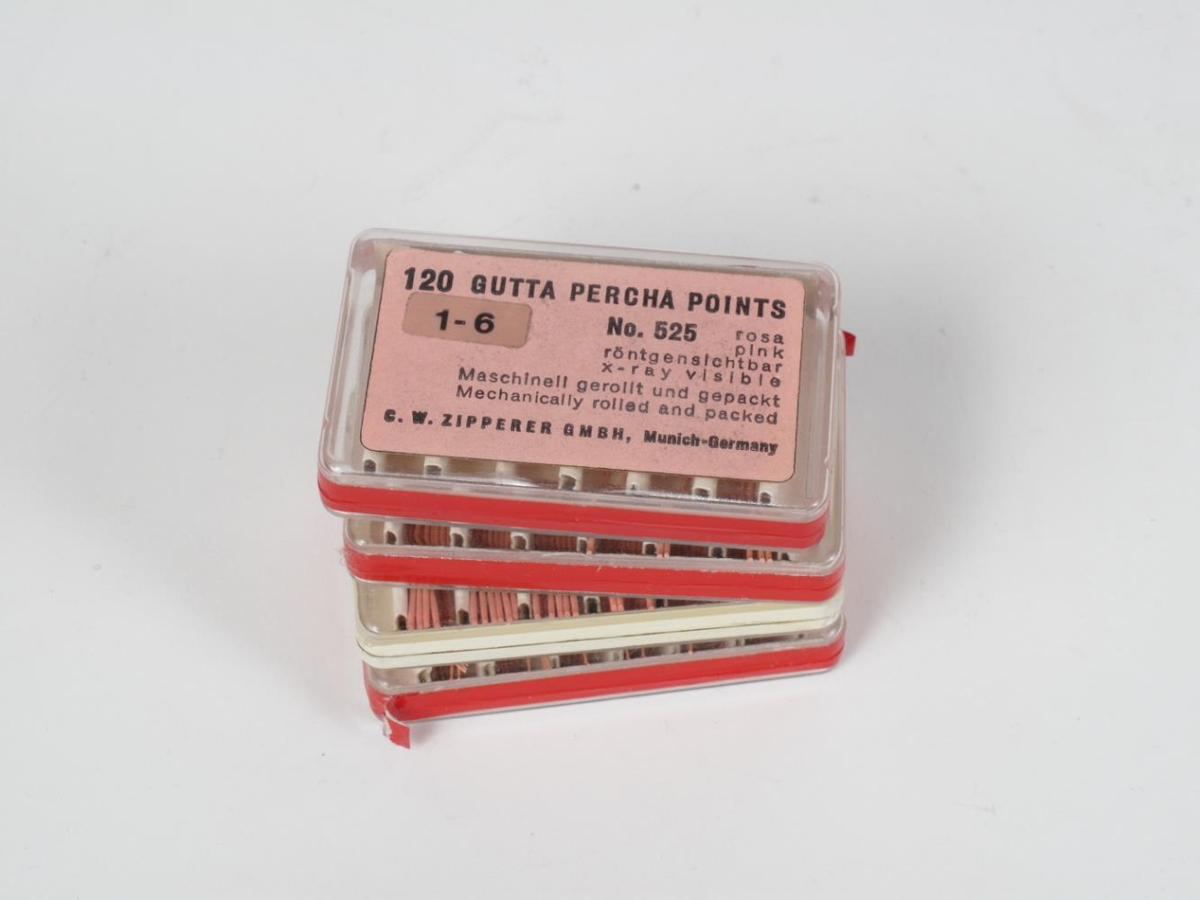 120 GUTTA PERCHA POINTS
1-6
No. 525 rosa
pink
röntgensichtbar
x-ray visible
Maschinell gerollt und gepackt
Mechanically rolled and packed
C. W. ZIPPERER GMBH, Munich-Germany